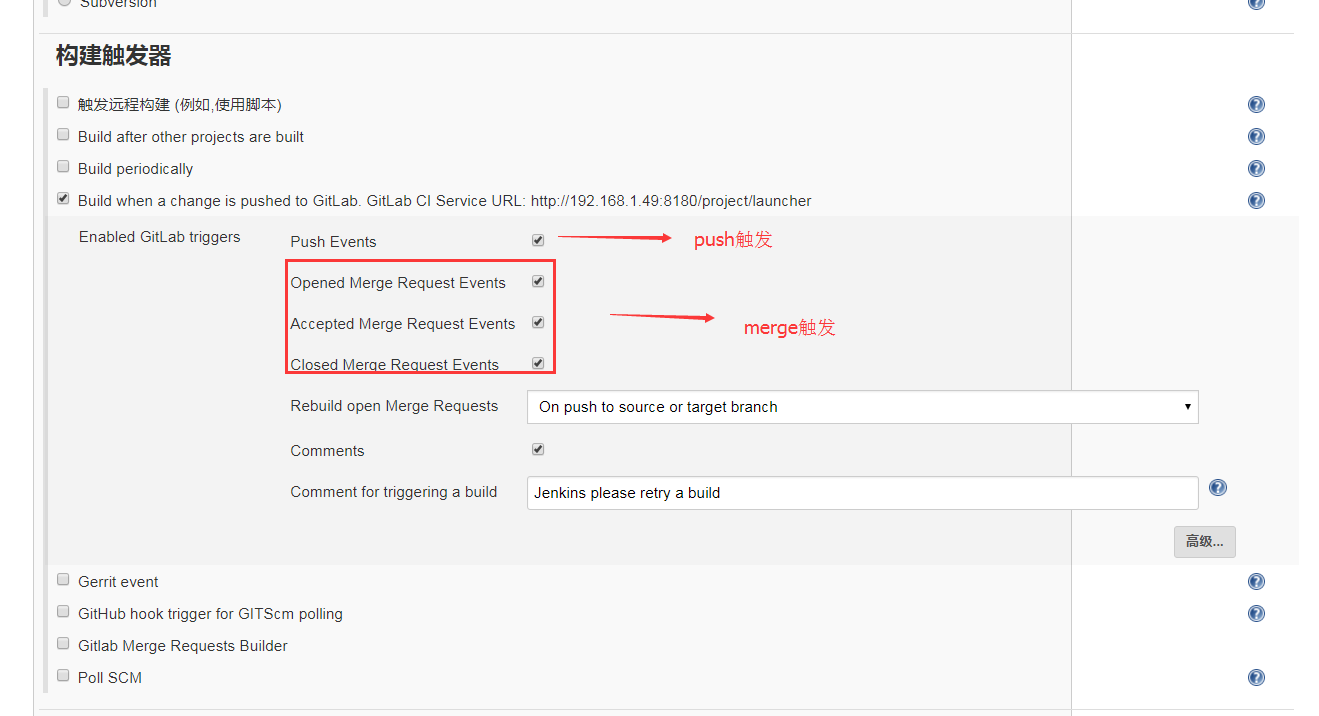 Subversion
构建触发器
触发远程构建 (例如,使用脚本)
Build after other projects are built
Build periodically
Build when a change is pushed to GitLab. GitLab CI Service URL: http://192.168.1.49:8180/project/launcher
Enabled GitLab triggers
Push Events
push触发
Opened Merge Request Events
Accepted Merge Request Events
merge触发
Closed Merge Request Events
Rebuild open Merge Requests
On push to source or target branch
Comments
Comment for triggering a build
Jenkins please retry a build
高级...
Gerrit event
GitHub hook trigger for GITScm polling
Gitlab Merge Requests Builder
Poll SCM